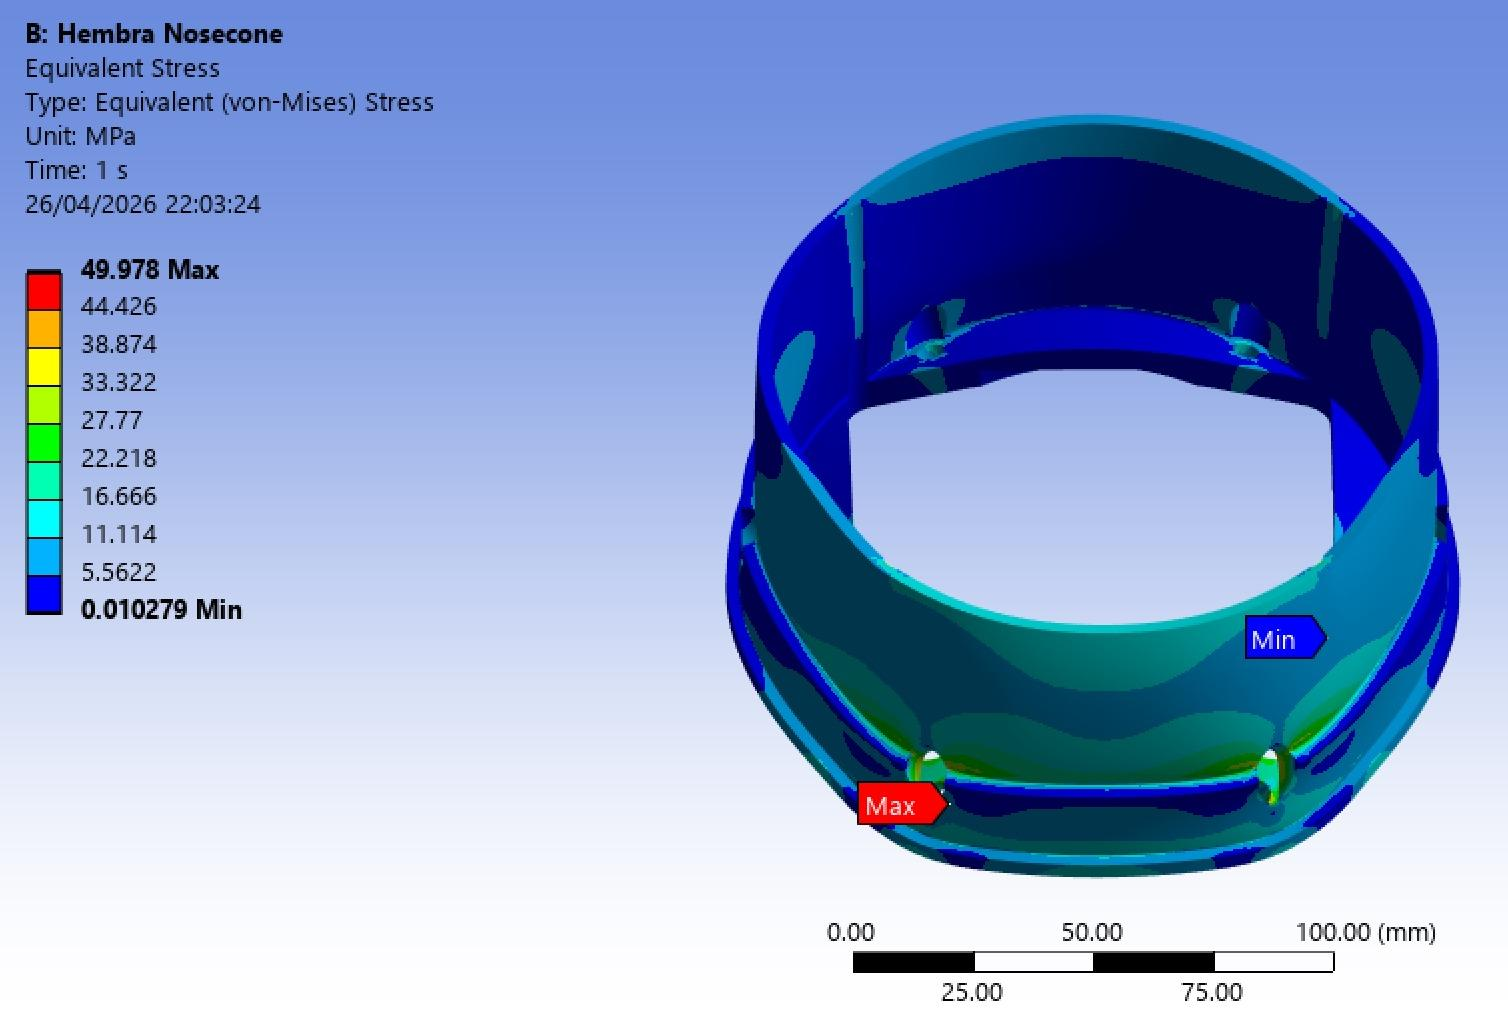 B: Hembra Nosecone
Equivalent Stress
Type: Equivalent (von-Mises) Stress
Unit: MPa
Time: 1 s
26/04/2026 22:03:24
49.978 Max
44.426
38.874
33.322
27.77
22.218
16.666
11.114
5.5622
0.010279 Min
Min
Max
0.00 50.00 100.00 (mm)
25.00 75.00